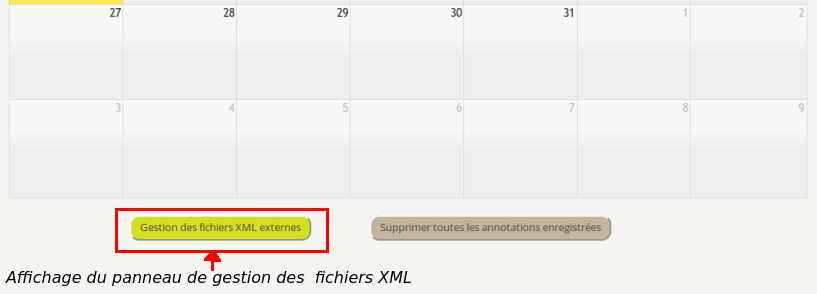 27 28 29 30 31 1 2
3 4 5 6 7 8 9
Gestion des fichiers XML externes Supprimer toutes les annotations enregistrées
Affichage du panneau de gestion des  fichiers XML